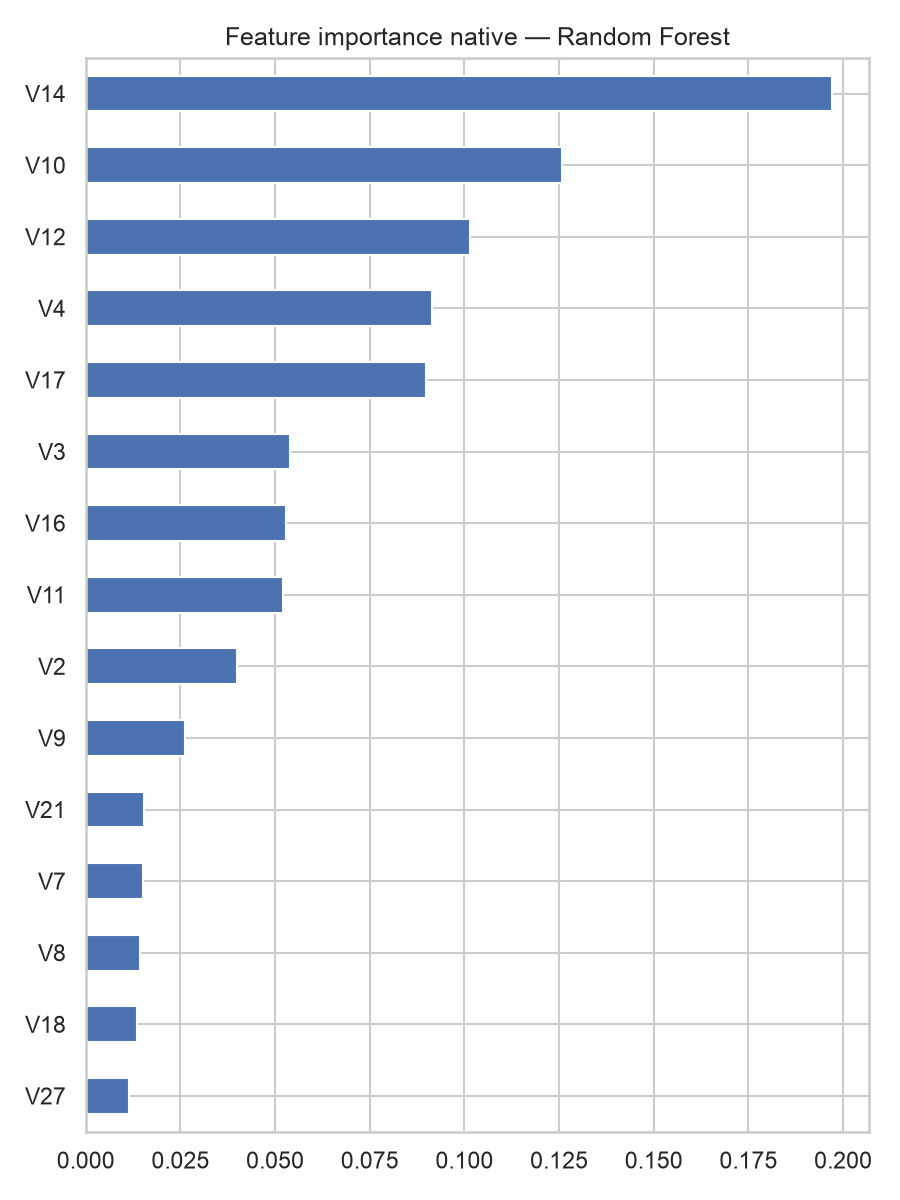 Feature importance native — Random Forest
V14
V10
V12
V4
V17
V3
V16
V11
V2
V9
V21
V7
V8
V18
V27
0.000 0.025 0.050 0.075 0.100 0.125 0.150 0.175 0.200